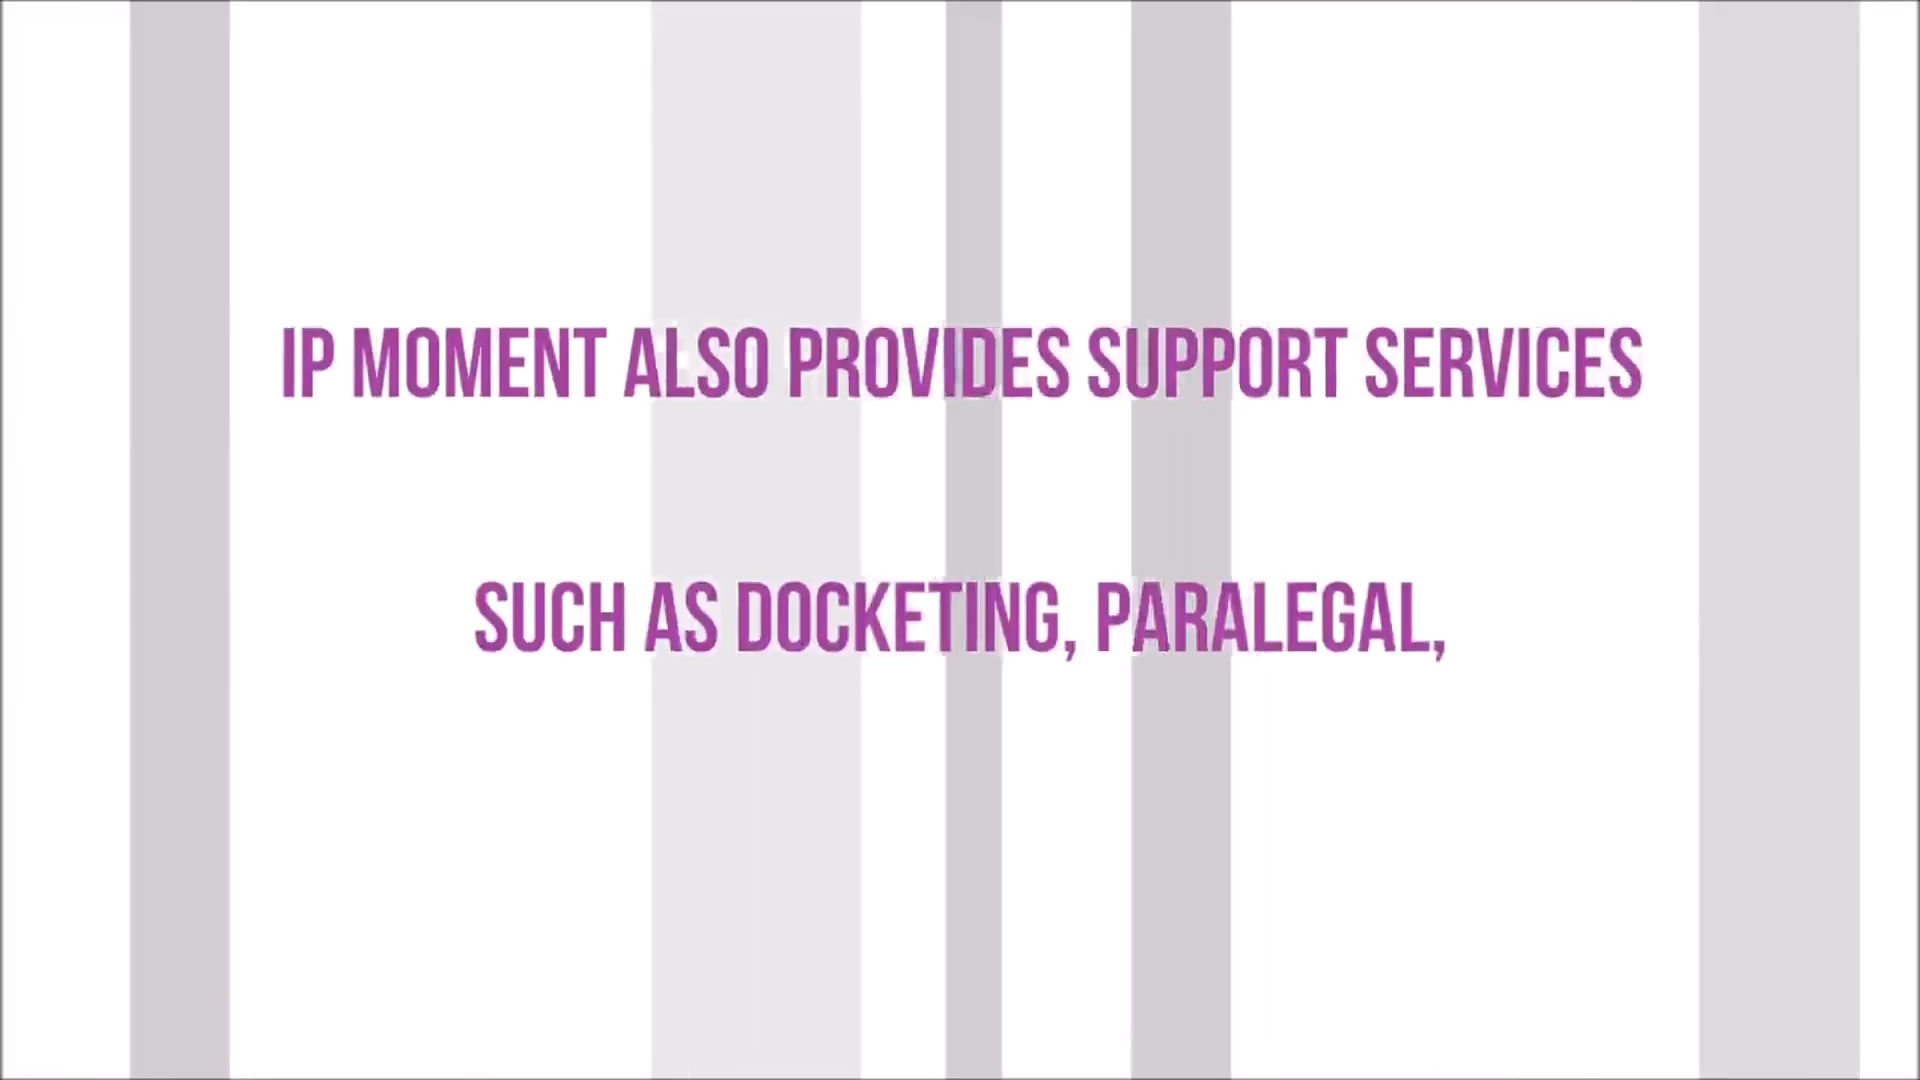 IP MOMENT ALSO PROVIDES SUPPORT SERVICES
SUCH AS DOCKETING, PARALEGAL,